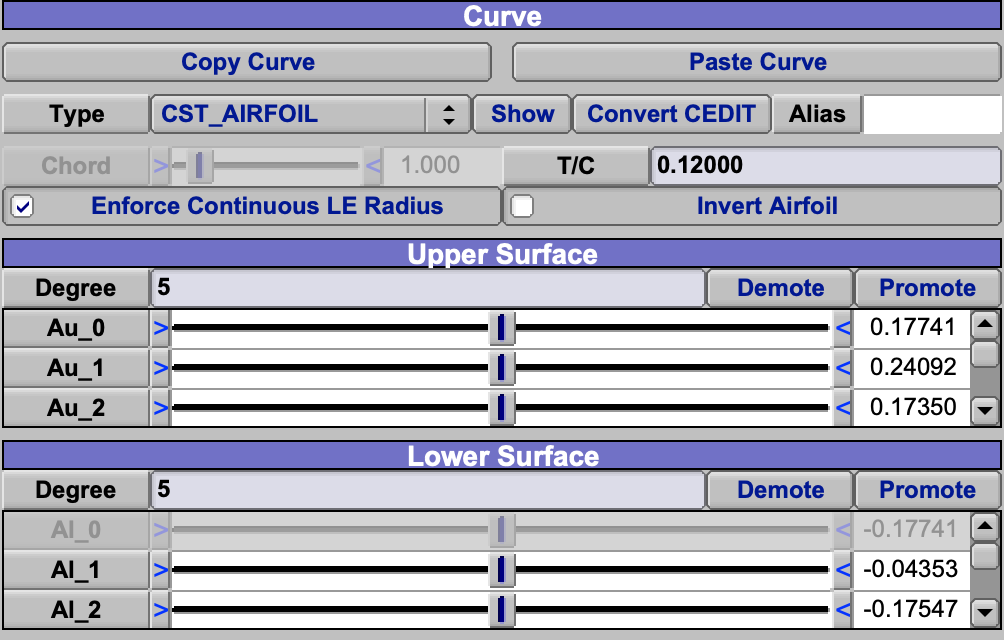 Curve
Copy Curve Paste Curve
Type CST_AIRFOIL Show Convert CEDIT Alias
Chord > < 1.000 T/C 0.12000
Enforce Continuous LE Radius Invert Airfoil
Upper Surface
Degree 5 Demote Promote
Au_0 > < 0.17741
Au_1 > < 0.24092
Au_2 > < 0.17350
Lower Surface
Degree 5 Demote Promote
Al_0 > < -0.17741
Al_1 > < -0.04353
Al_2 > < -0.17547